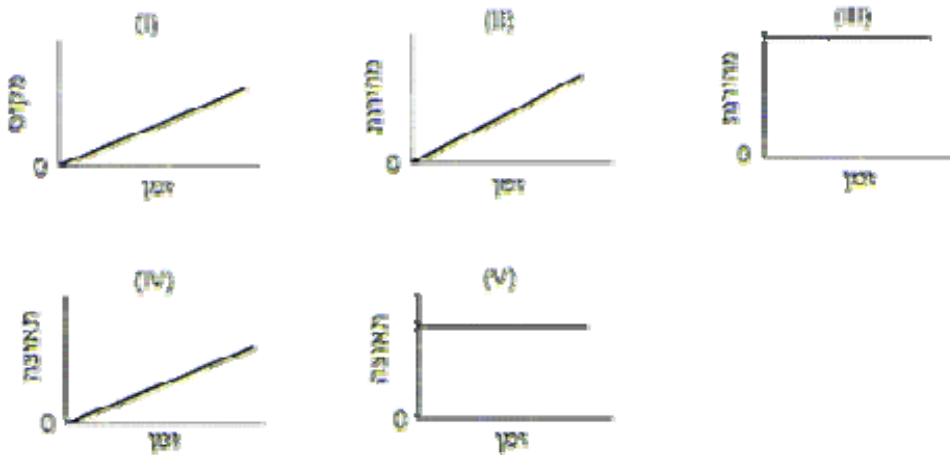 (I)
מקום
0
זמן
(II)
מהירות
0
זמן
(III)
מהירות
0
זמן
(IV)
תאוצה
0
זמן
(V)
תאוצה
0
זמן